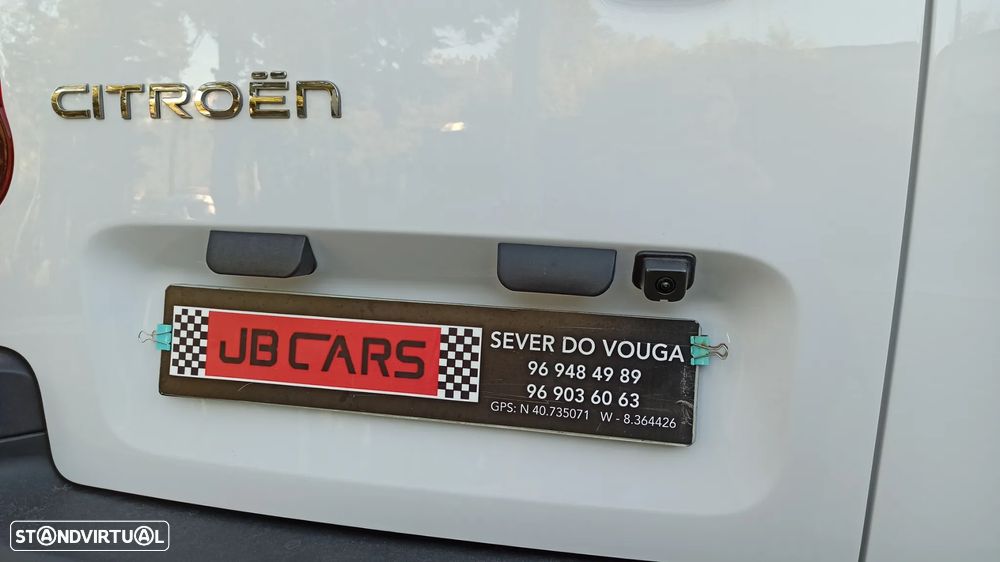 CITROËN
JB CARS
SEVER DO VOUGA
96 948 49 89
96 903 60 63
GPS: N 40.735071 W - 8.364426
STANDVIRTUAL